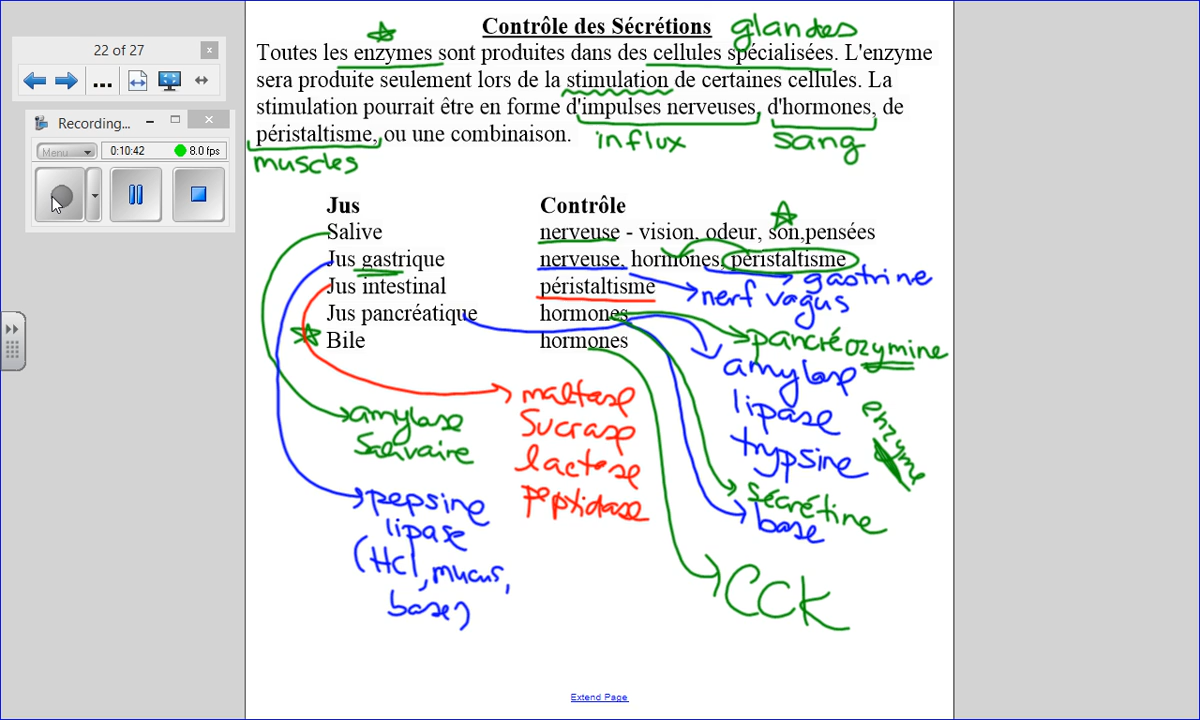 Contrôle des Sécrétions
glandes
22 of 27
x
Toutes les enzymes sont produites dans des cellules spécialisées. L'enzyme
sera produite seulement lors de la stimulation de certaines cellules. La
stimulation pourrait être en forme d'impulses nerveuses, d'hormones, de
péristaltisme, ou une combinaison.
influx
sang
muscles
Recording...
Menu
0:10:42
8.0 fps
Jus
Contrôle
Salive
nerveuse - vision, odeur, son,pensées
Jus gastrique
nerveuse, hormones, péristaltisme
gastrine
Jus intestinal
péristaltisme
nerf vagus
Jus pancréatique
hormones
Bile
hormones
pancréozymine
amylase
lipase
trypsine
enzyme
maltase
sucrase
lactase
peptidase
amylase
salivaire
sécrétine
base
pepsine
lipase
(HCl, mucus,
base)
CCK
Extend Page